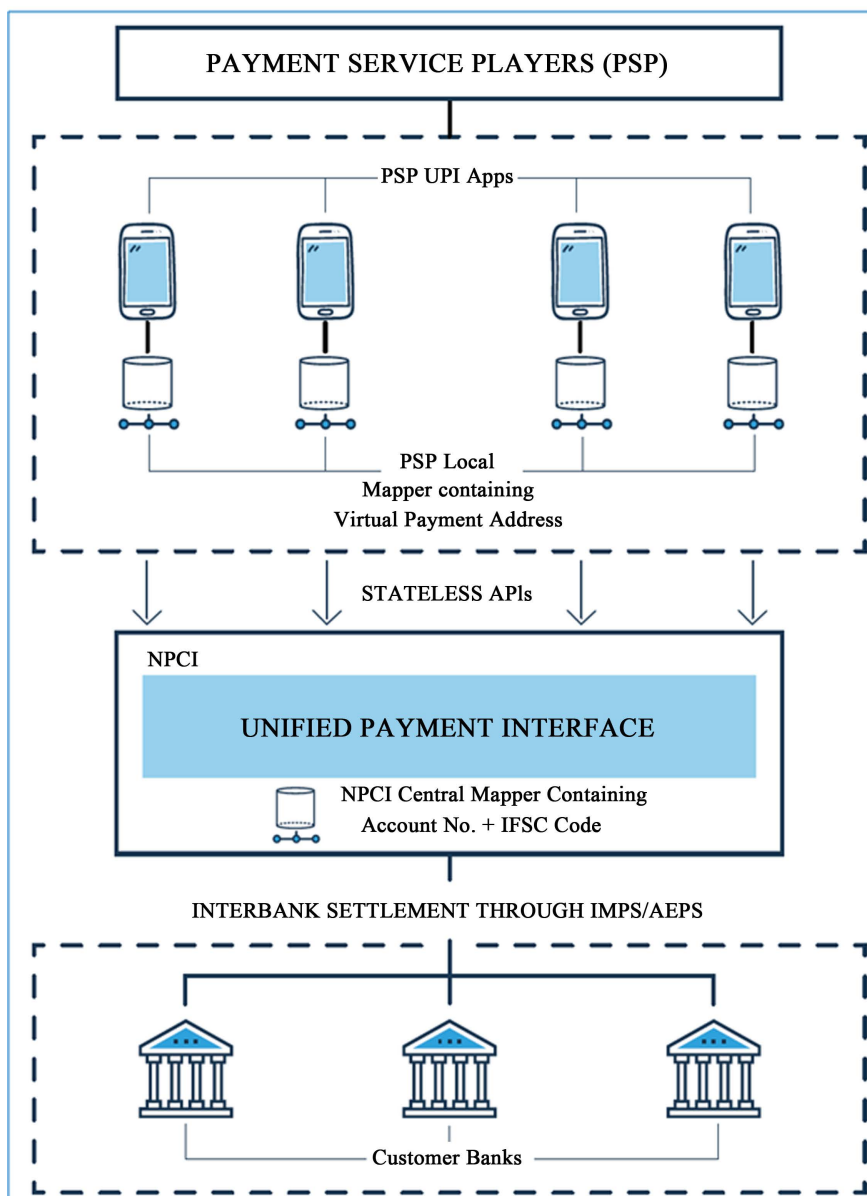 PAYMENT SERVICE PLAYERS (PSP)
PSP UPI Apps
PSP Local
Mapper containing
Virtual Payment Address
STATELESS APIs
NPCI
UNIFIED PAYMENT INTERFACE
NPCI Central Mapper Containing
Account No. + IFSC Code
INTERBANK SETTLEMENT THROUGH IMPS/AEPS
Customer Banks